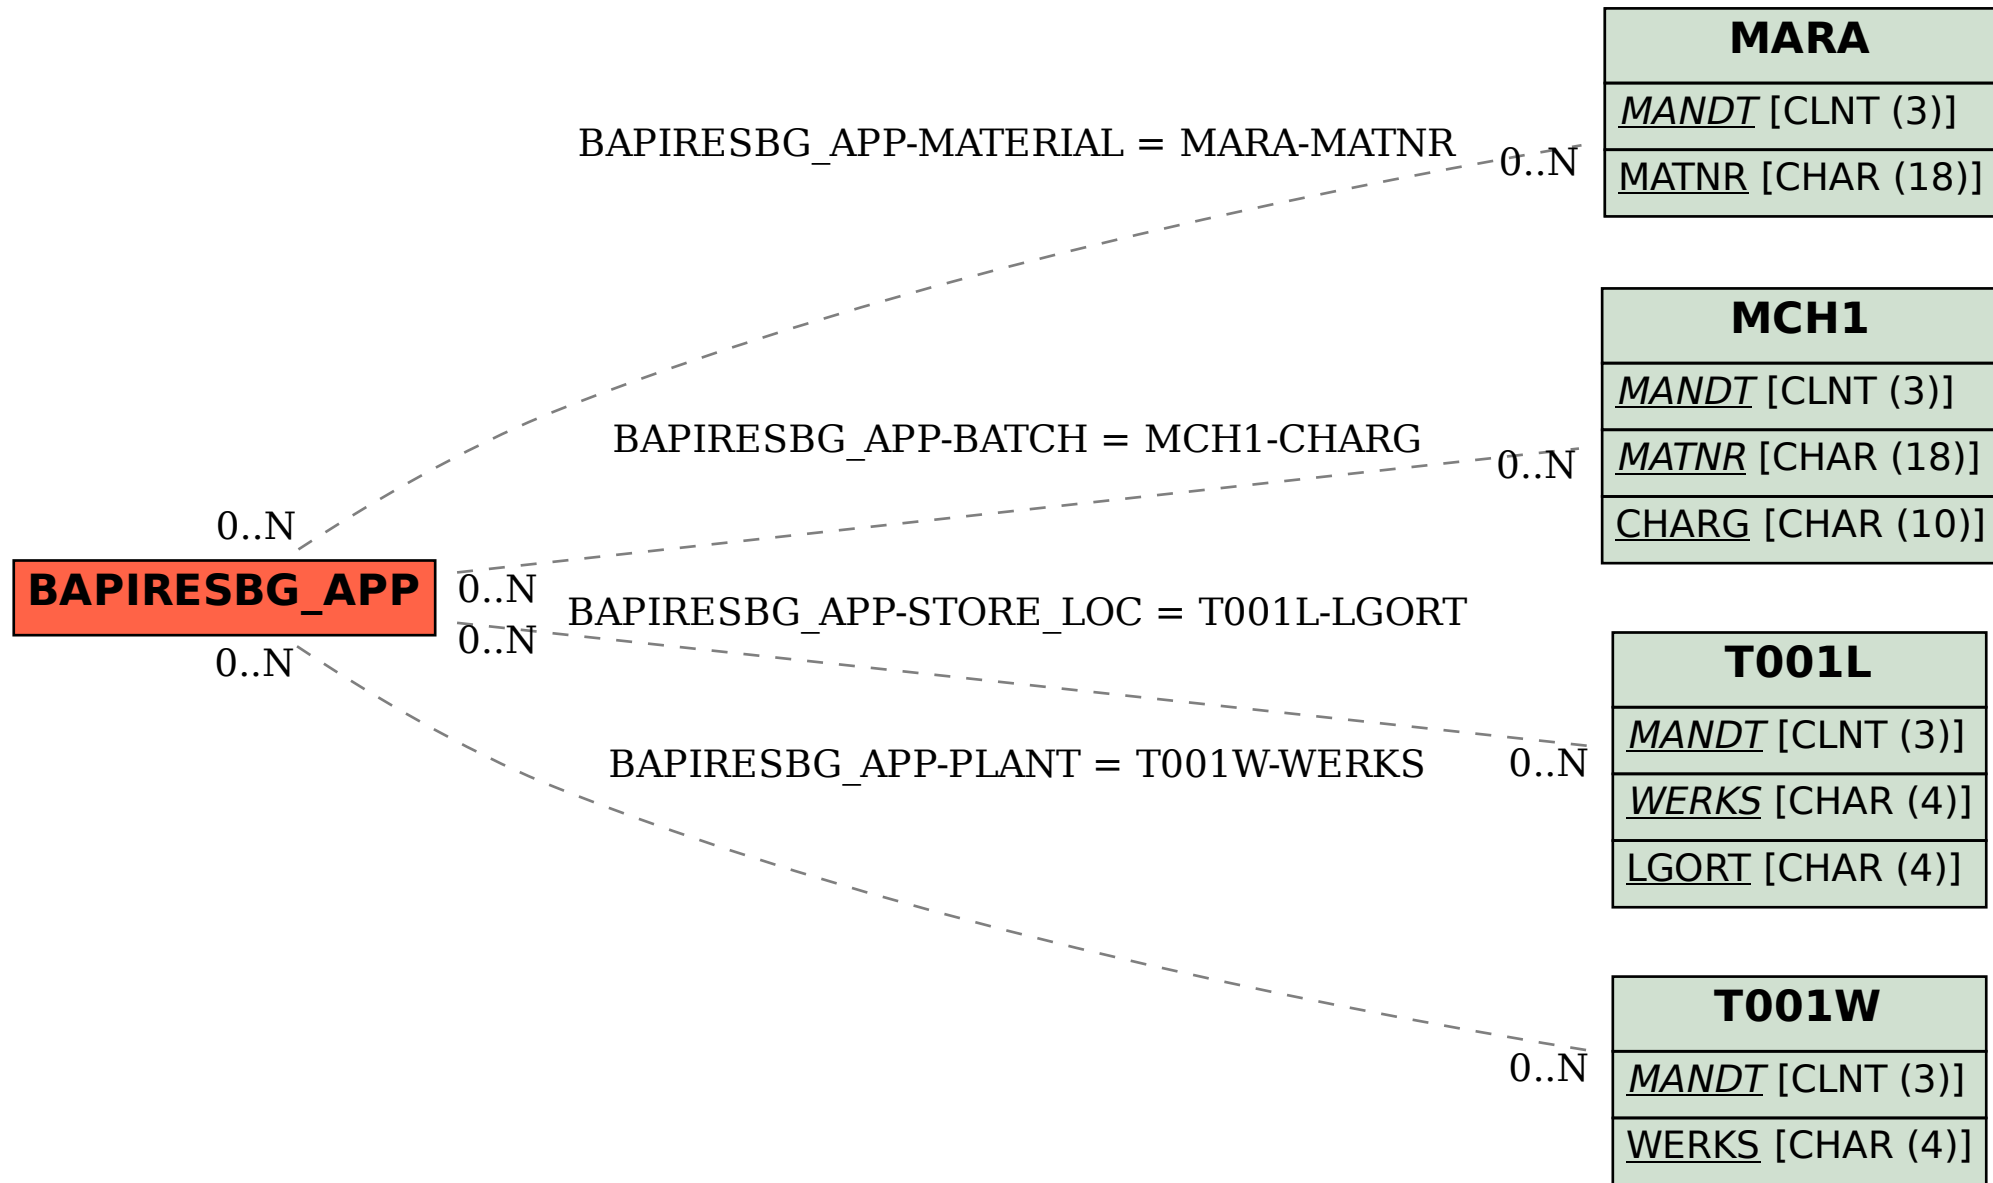 MARA
MANDT [CLNT (3)]
MATNR [CHAR (18)]
BAPIRESBG_APP-MATERIAL = MARA-MATNR
0..N
MCH1
MANDT [CLNT (3)]
MATNR [CHAR (18)]
CHARG [CHAR (10)]
BAPIRESBG_APP-BATCH = MCH1-CHARG
0..N
0..N
BAPIRESBG_APP
0..N
0..N
0..N
BAPIRESBG_APP-STORE_LOC = T001L-LGORT
T001L
MANDT [CLNT (3)]
WERKS [CHAR (4)]
LGORT [CHAR (4)]
0..N
BAPIRESBG_APP-PLANT = T001W-WERKS
T001W
MANDT [CLNT (3)]
WERKS [CHAR (4)]
0..N